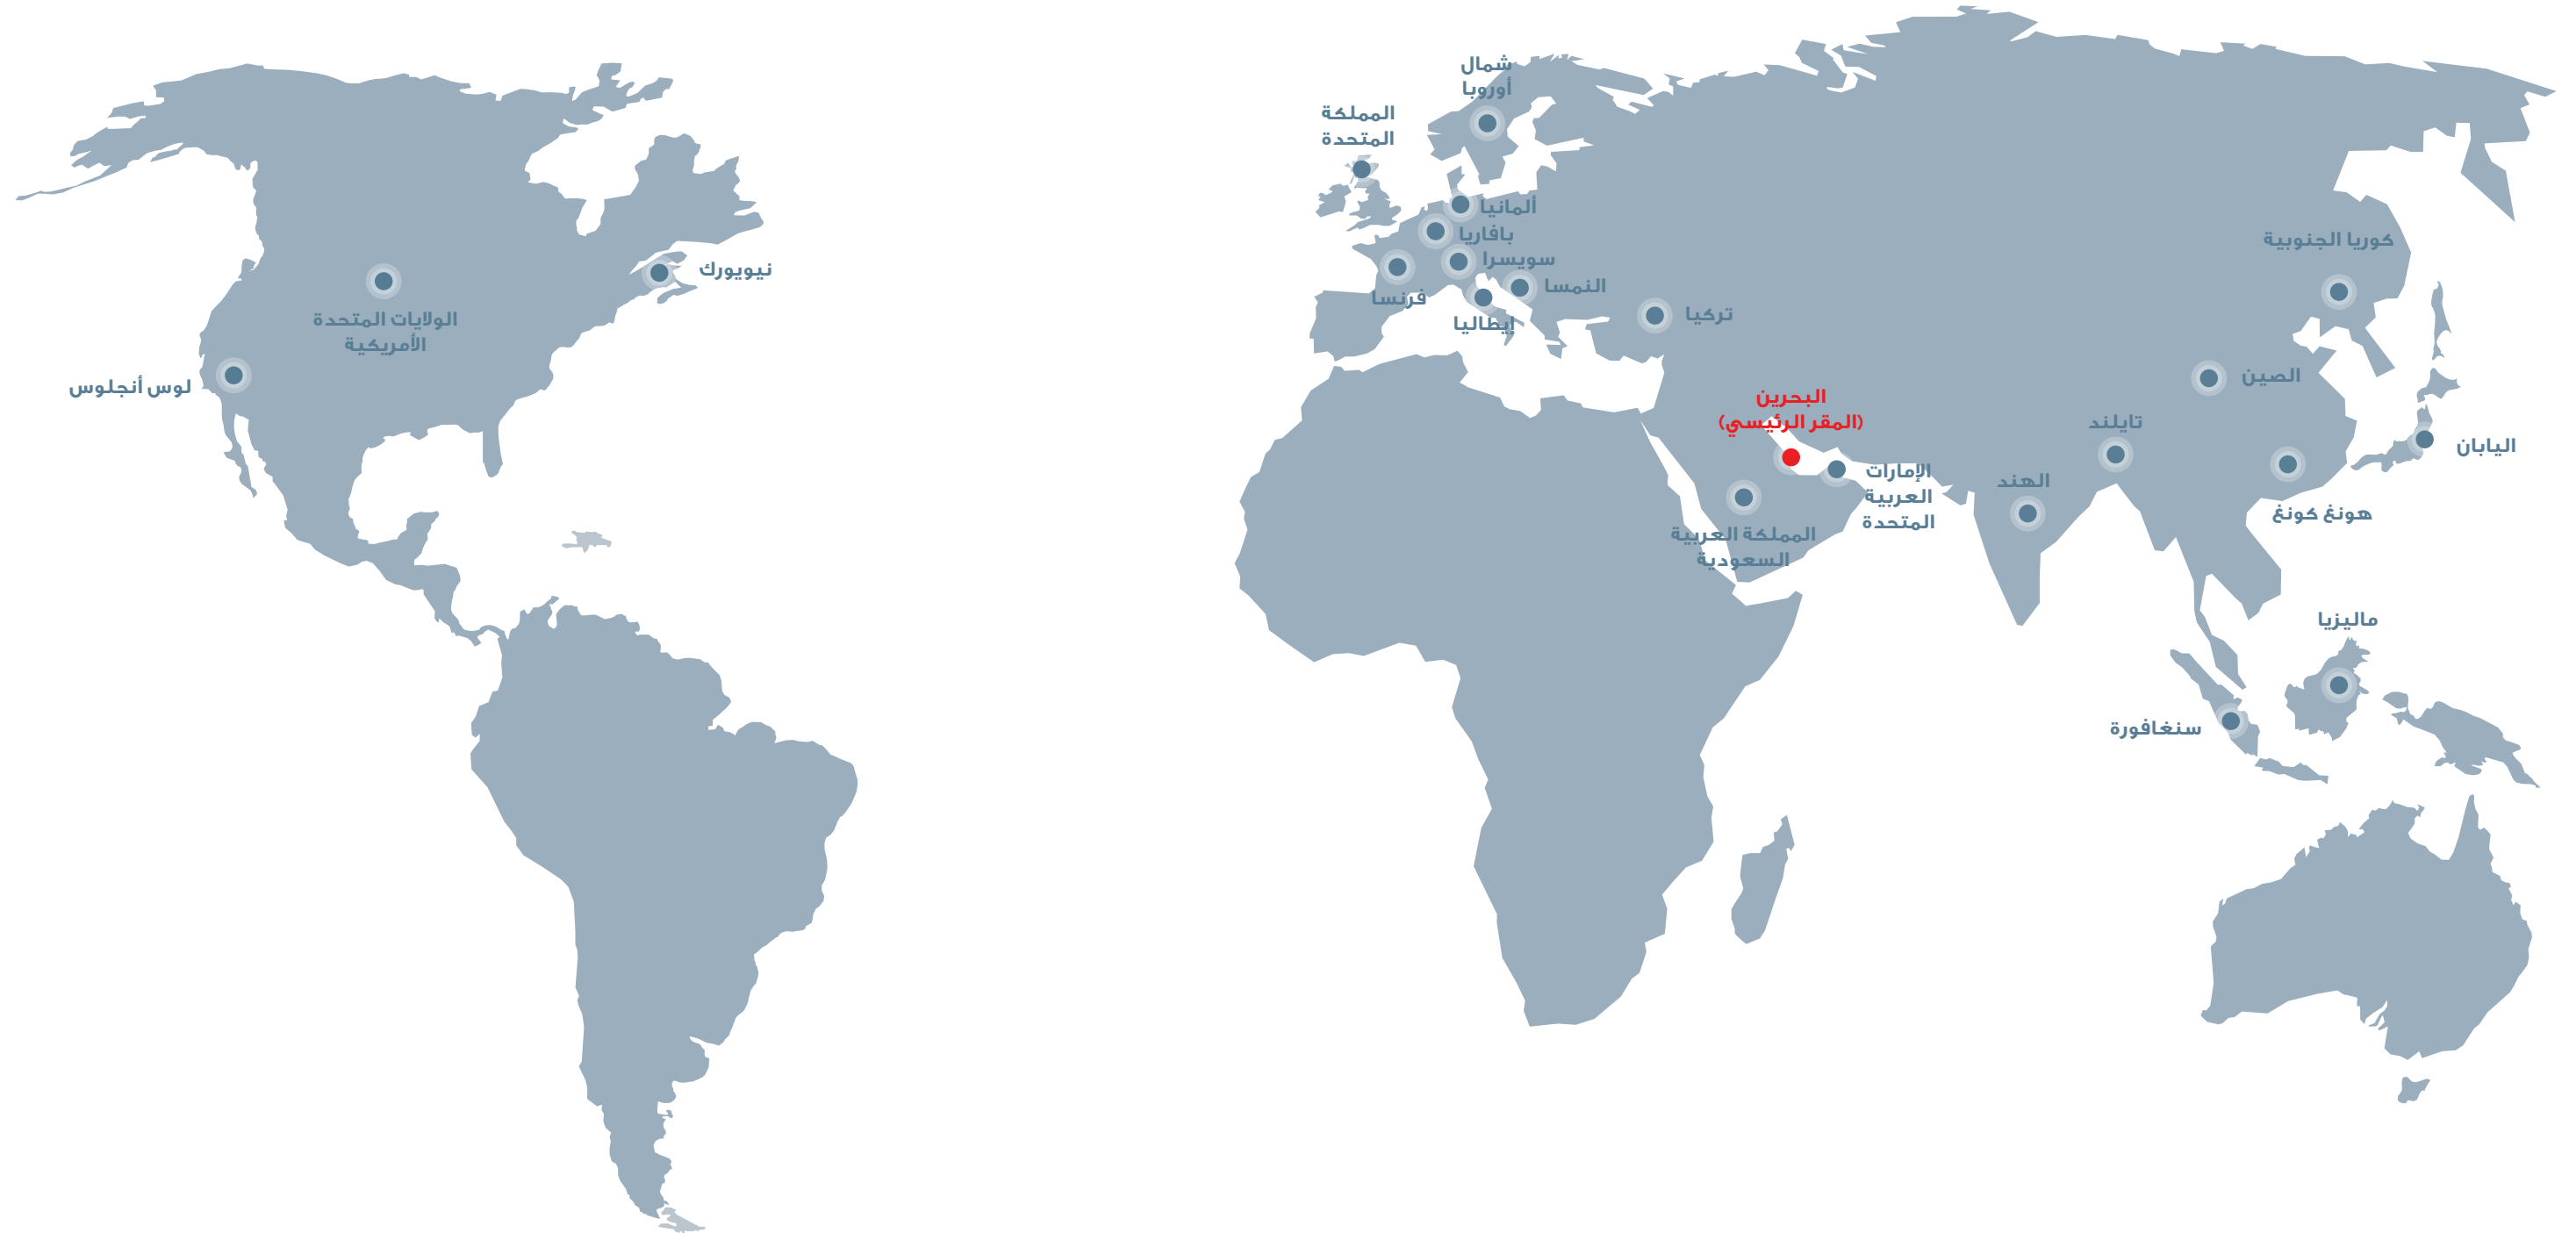 شمال
أوروبا
المملكة
المتحدة
ألمانيا
بافاريا
سويسرا
فرنسا
النمسا
إيطاليا
تركيا
نيويورك
الولايات المتحدة
الأمريكية
لوس أنجلوس
البحرين
(المقر الرئيسي)
الإمارات
العربية
المتحدة
المملكة العربية
السعودية
كوريا الجنوبية
الصين
تايلند
اليابان
الهند
هونغ كونغ
ماليزيا
سنغافورة